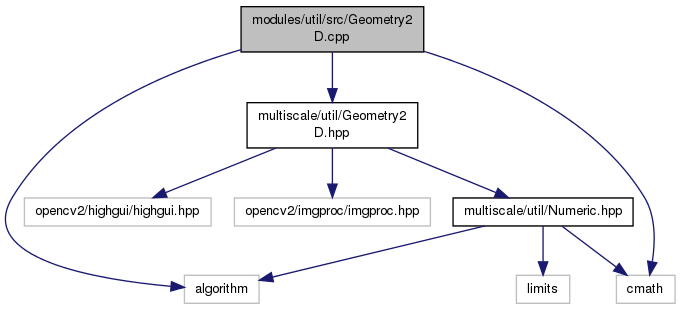 modules/util/src/Geometry2
D.cpp
multiscale/util/Geometry2
D.hpp
opencv2/highgui/highgui.hpp
opencv2/imgproc/imgproc.hpp
multiscale/util/Numeric.hpp
algorithm
limits
cmath